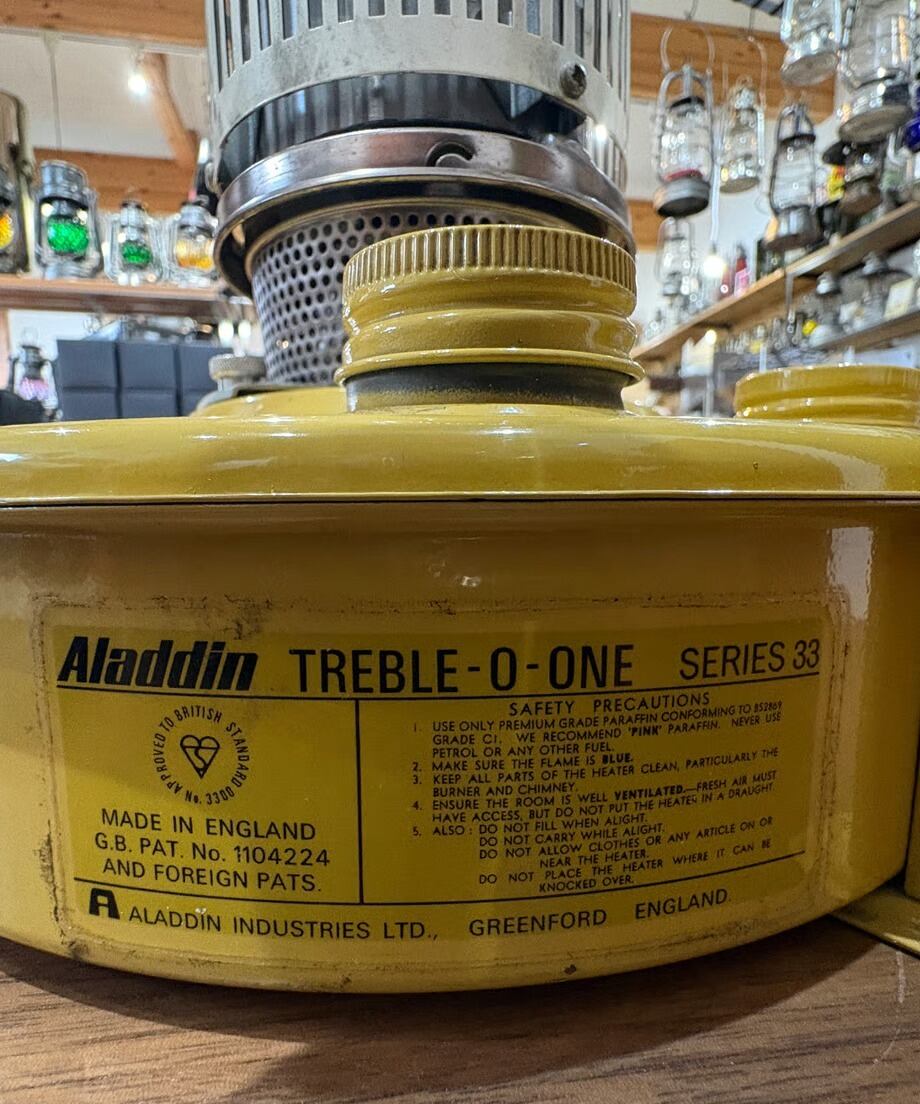 Aladdin TREBLE-O-ONE SERIES 33
APPROVED TO BRITISH STANDARD
No. 3300
MADE IN ENGLAND
G.B. PAT. No. 1104224
AND FOREIGN PATS.
SAFETY PRECAUTIONS
1. USE ONLY PREMIUM GRADE PARAFFIN CONFORMING TO BS2869
GRADE C1. WE RECOMMEND 'PINK' PARAFFIN. NEVER USE
PETROL OR ANY OTHER FUEL.
2. MAKE SURE THE FLAME IS BLUE.
3. KEEP ALL PARTS OF THE HEATER CLEAN, PARTICULARLY THE
BURNER AND CHIMNEY.
4. ENSURE THE ROOM IS WELL VENTILATED.—FRESH AIR MUST
HAVE ACCESS, BUT DO NOT PUT THE HEATER IN A DRAUGHT.
5. ALSO: DO NOT FILL WHEN ALIGHT.
DO NOT CARRY WHILE ALIGHT.
DO NOT ALLOW CLOTHES OR ANY ARTICLE ON OR
NEAR THE HEATER.
DO NOT PLACE THE HEATER WHERE IT CAN BE
KNOCKED OVER.
A ALADDIN INDUSTRIES LTD., GREENFORD ENGLAND.